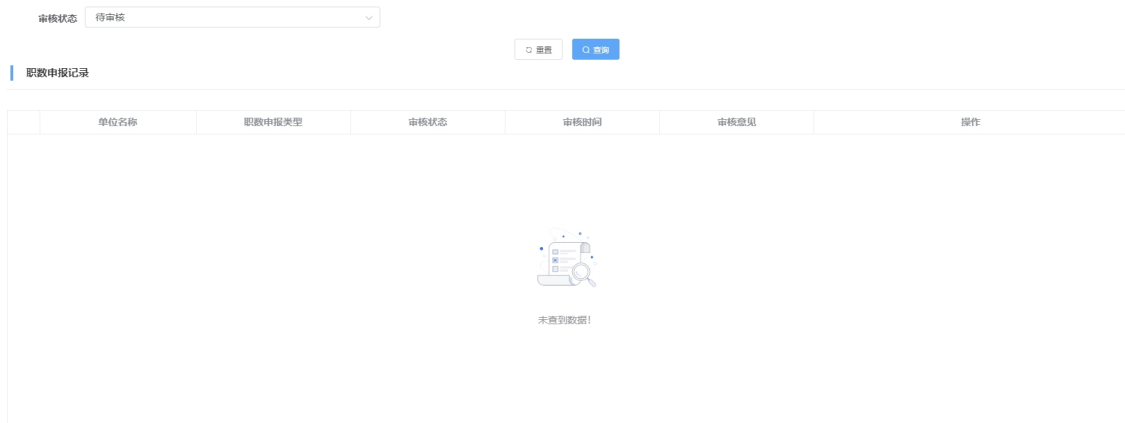 审核状态 待审核
重置 查询
职数申报记录
单位名称 职数申报类型 审核状态 审核时间 审核意见 操作
未查到数据！